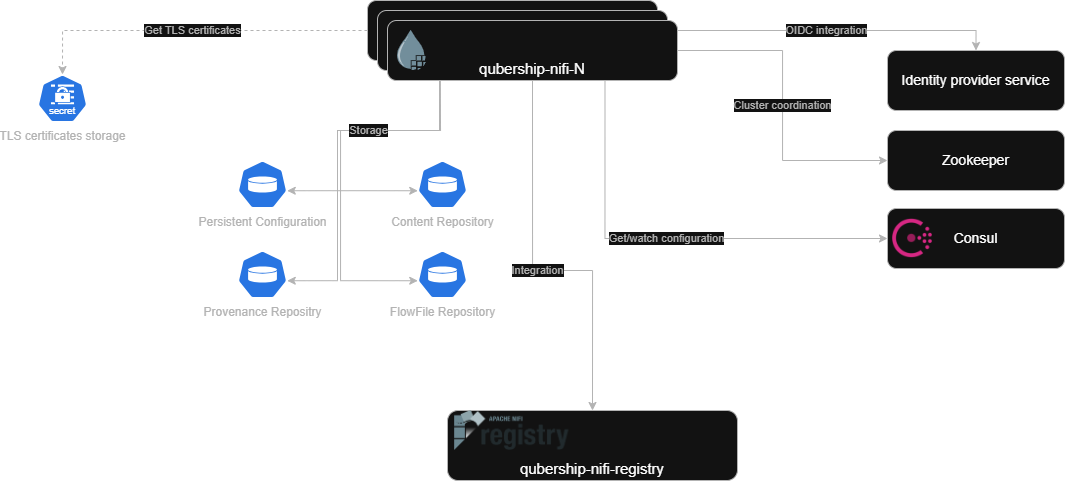 Get TLS certificates
OIDC integration
qubership-nifi-N
Identity provider service
secret
Cluster coordination
TLS certificates storage
Storage
Zookeeper
Persistent Configuration
Content Repository
Get/watch configuration
Consul
Integration
Provenance Repositry
FlowFile Repository
APACHE NIFI
registry
qubership-nifi-registry